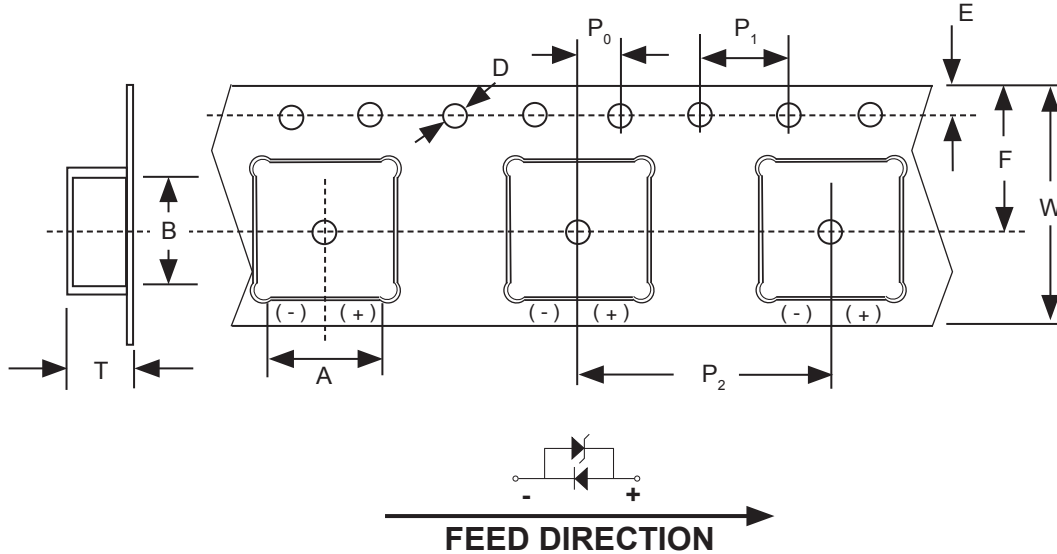 E
P₀ P₁
D
F
W
B
(-) (+) (-) (+) (-) (+)
T A P₂
- +
FEED DIRECTION